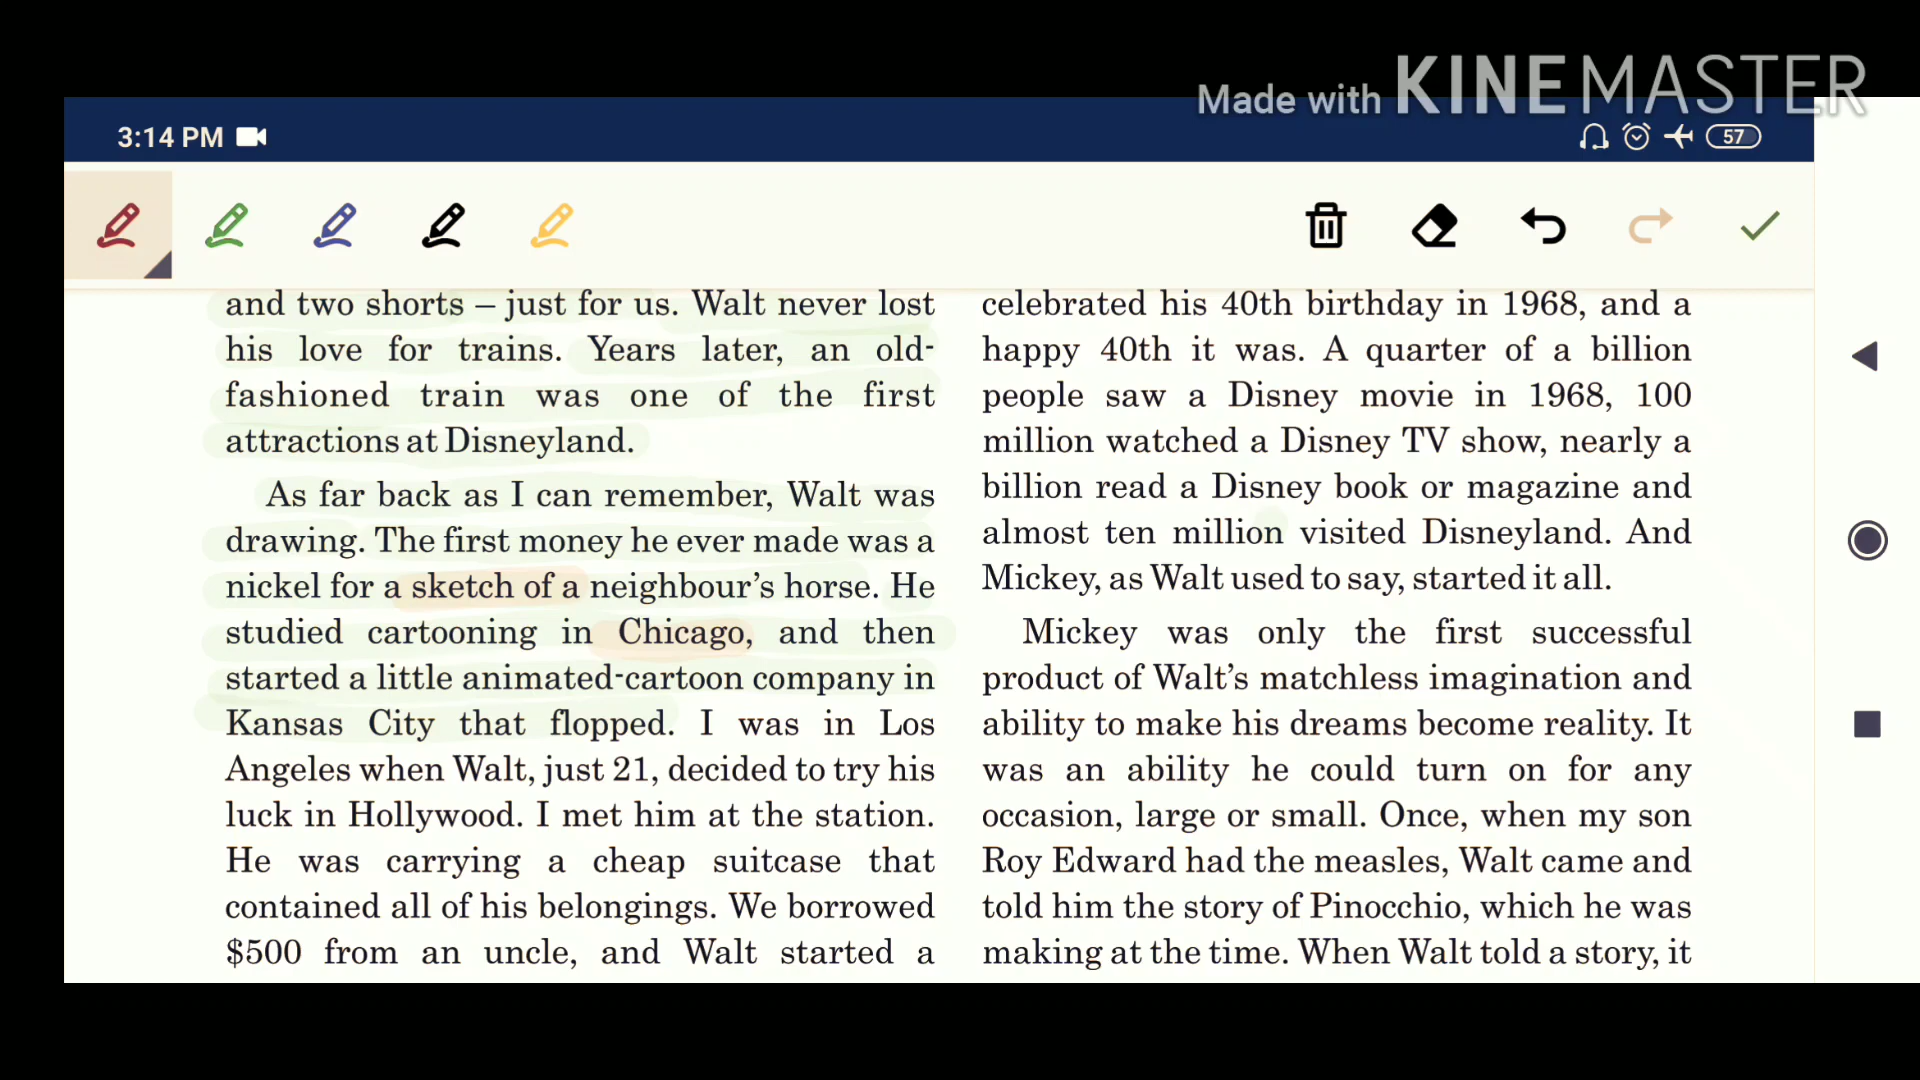 Made with KINEMASTER
3:14 PM
57
and two shorts – just for us. Walt never lost
his love for trains. Years later, an old-
fashioned train was one of the first
attractions at Disneyland.
As far back as I can remember, Walt was
drawing. The first money he ever made was a
nickel for a sketch of a neighbour's horse. He
studied cartooning in Chicago, and then
started a little animated-cartoon company in
Kansas City that flopped. I was in Los
Angeles when Walt, just 21, decided to try his
luck in Hollywood. I met him at the station.
He was carrying a cheap suitcase that
contained all of his belongings. We borrowed
$500 from an uncle, and Walt started a
celebrated his 40th birthday in 1968, and a
happy 40th it was. A quarter of a billion
people saw a Disney movie in 1968, 100
million watched a Disney TV show, nearly a
billion read a Disney book or magazine and
almost ten million visited Disneyland. And
Mickey, as Walt used to say, started it all.
Mickey was only the first successful
product of Walt's matchless imagination and
ability to make his dreams become reality. It
was an ability he could turn on for any
occasion, large or small. Once, when my son
Roy Edward had the measles, Walt came and
told him the story of Pinocchio, which he was
making at the time. When Walt told a story, it